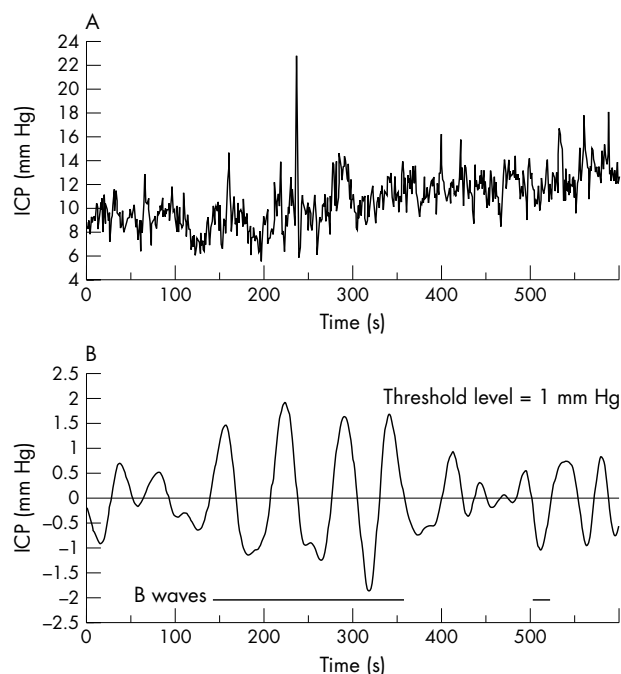 A
24
22
20
18
16
14
12
10
8
6
4
ICP (mm Hg)
0 100 200 300 400 500
Time (s)
B
2.5
2
1.5
1
0.5
0
–0.5
–1
–1.5
–2
–2.5
ICP (mm Hg)
Threshold level = 1 mm Hg
B waves
0 100 200 300 400 500
Time (s)